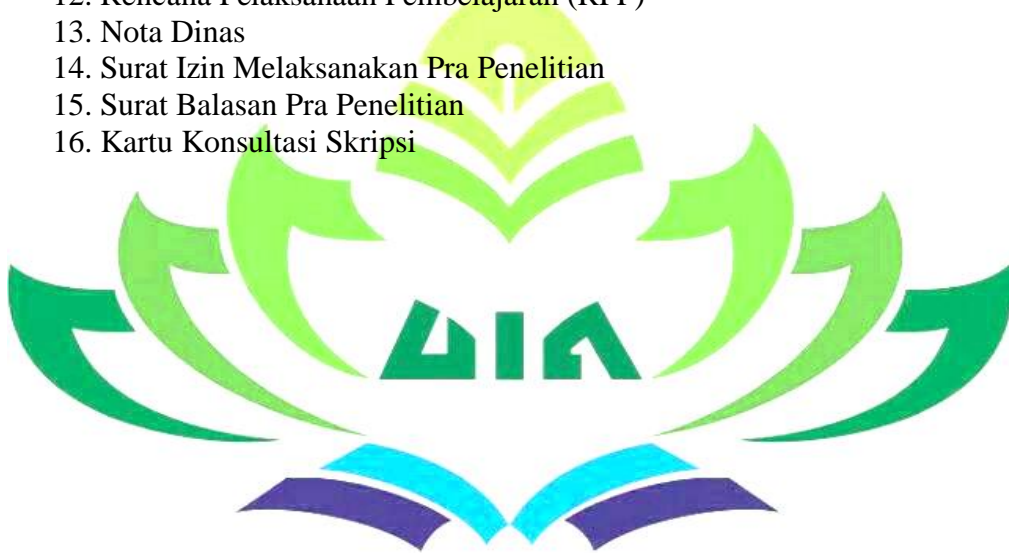 12. Rencana Pelaksanaan Pembelajaran (RPP)
13. Nota Dinas
14. Surat Izin Melaksanakan Pra Penelitian
15. Surat Balasan Pra Penelitian
16. Kartu Konsultasi Skripsi